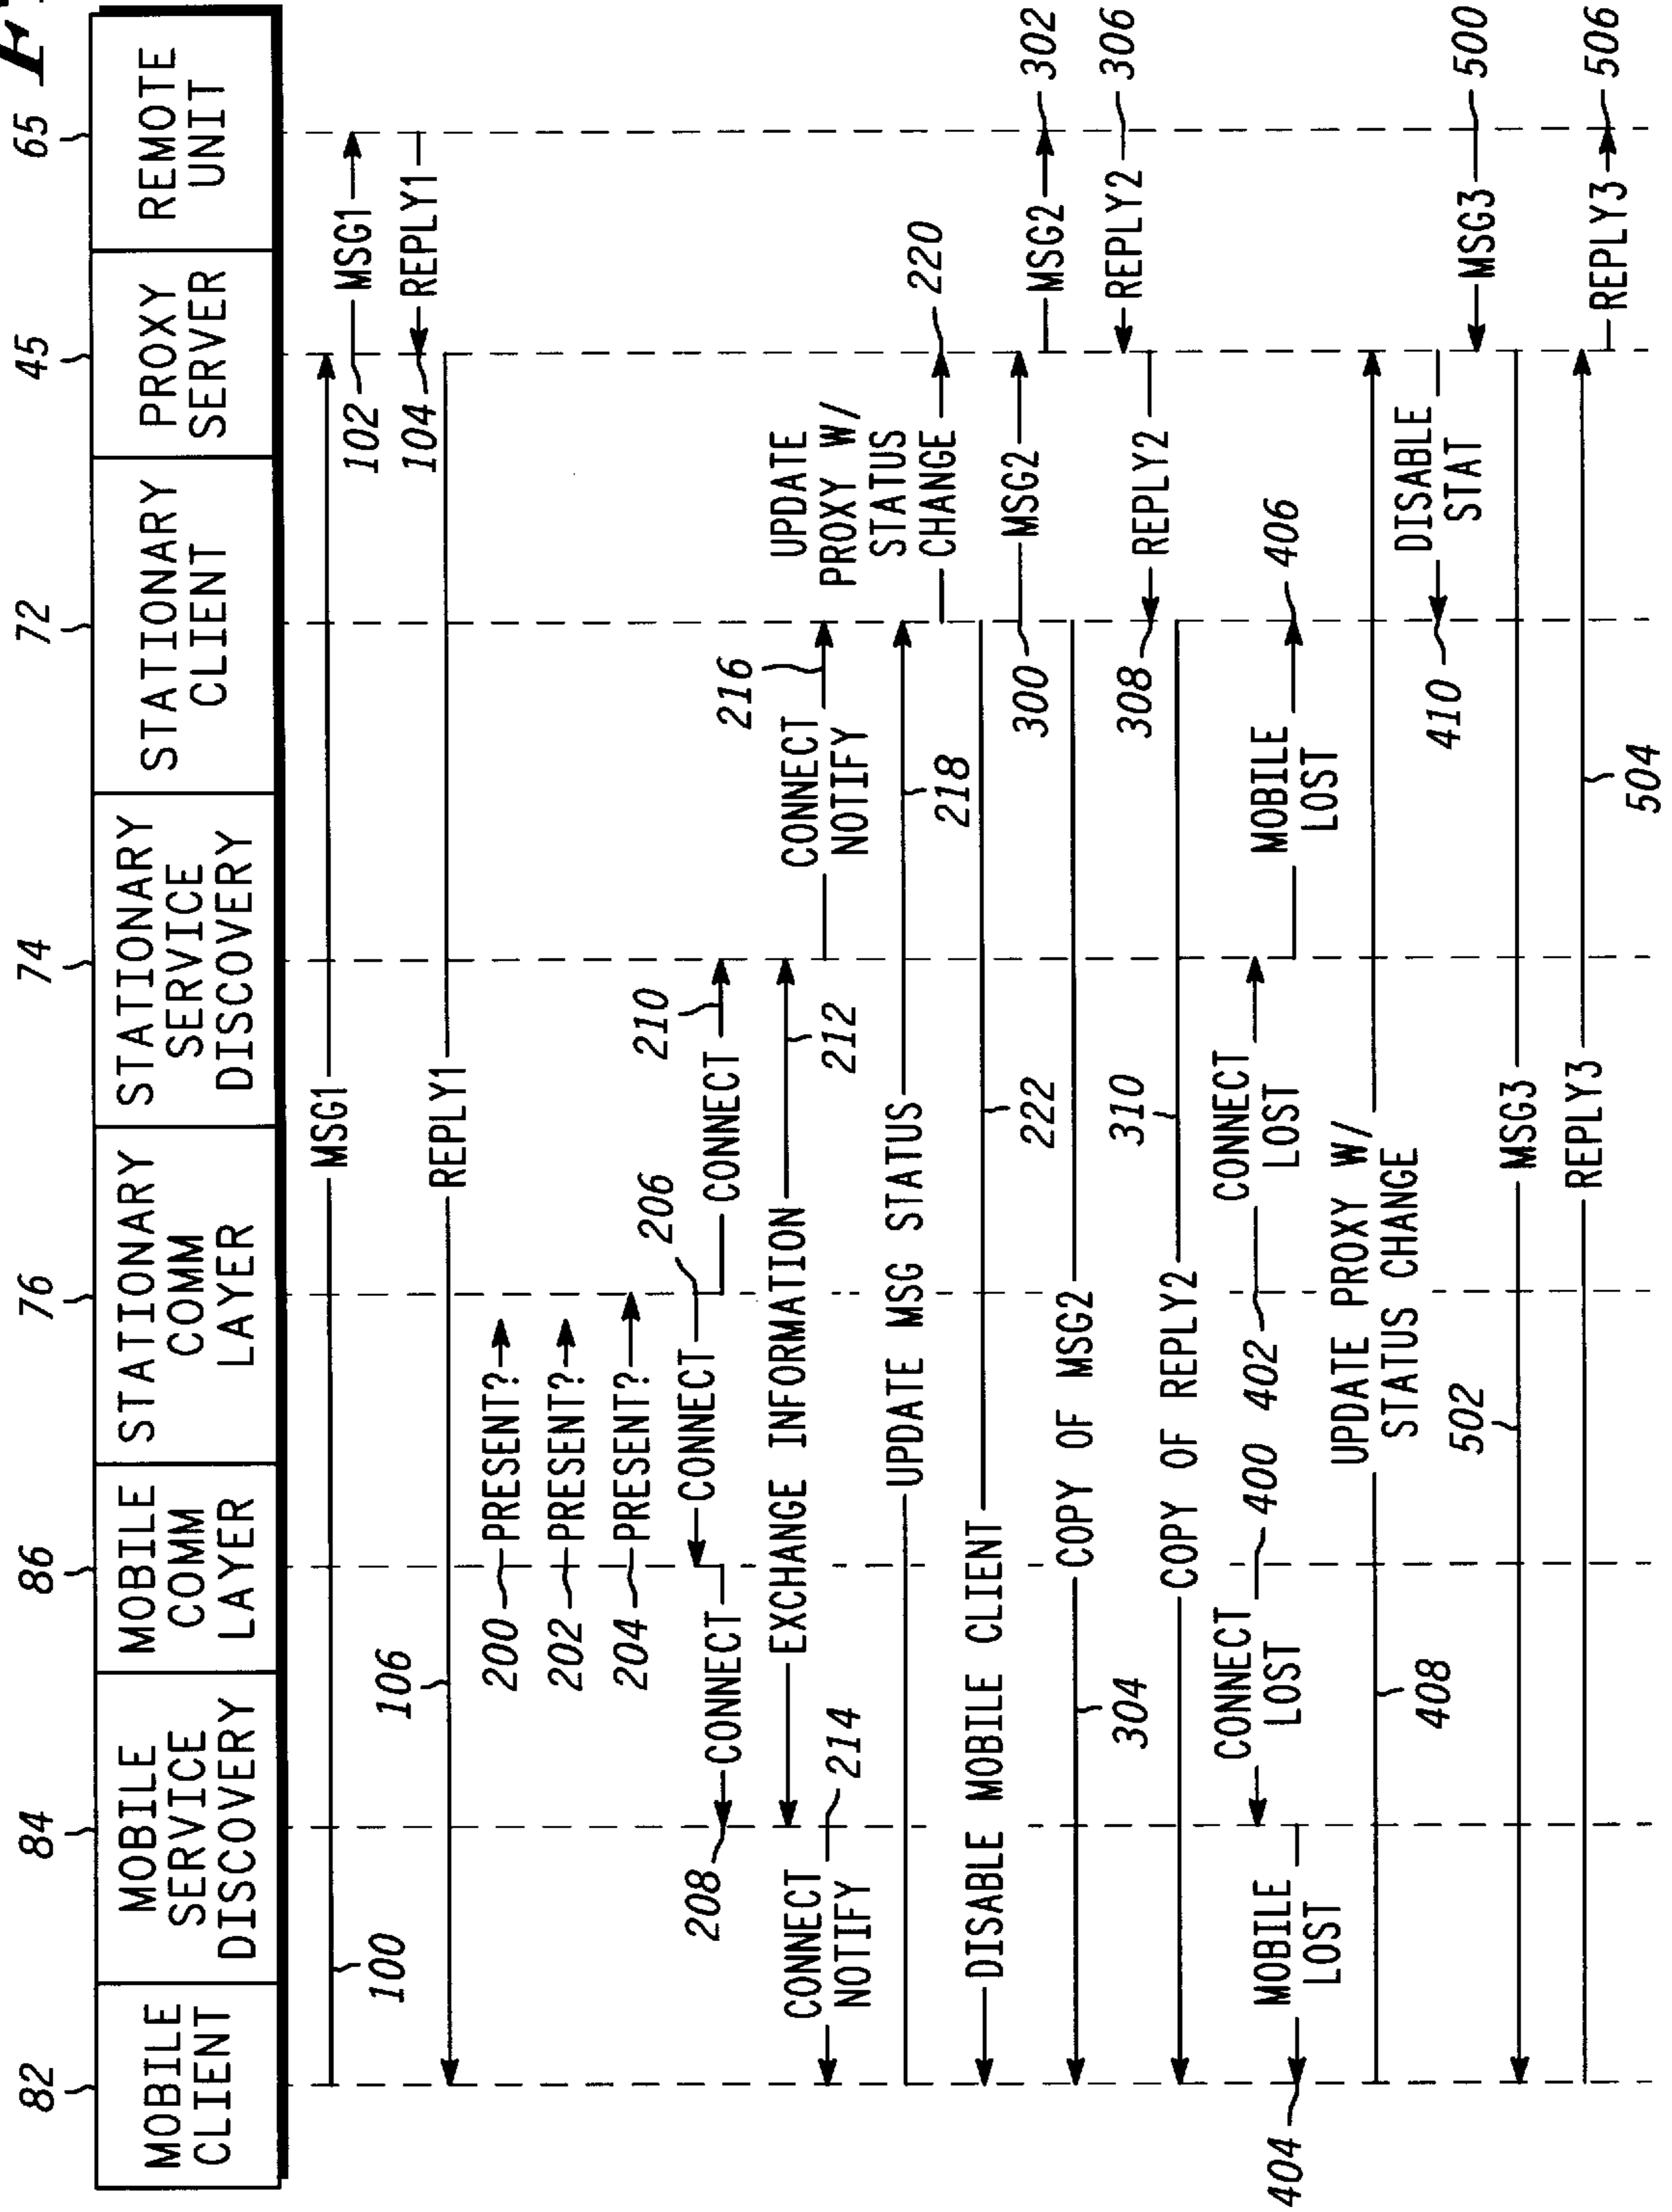 82
84
86
76
74
72
45
65
MOBILE
CLIENT
MOBILE
SERVICE
DISCOVERY
MOBILE
COMM
LAYER
STATIONARY
COMM
LAYER
STATIONARY
SERVICE
DISCOVERY
STATIONARY
CLIENT
PROXY
SERVER
REMOTE
UNIT
100
MSG1
102
MSG1
104
REPLY1
106
REPLY1
200
PRESENT?
202
PRESENT?
204
PRESENT?
206
CONNECT
208
CONNECT
CONNECT
210
EXCHANGE INFORMATION
212
214
CONNECT
NOTIFY
CONNECT
NOTIFY
216
UPDATE MSG STATUS
218
UPDATE
PROXY W/
STATUS
CHANGE
220
DISABLE MOBILE CLIENT
222
300
MSG2
MSG2
302
COPY OF MSG2
304
REPLY2
306
308
REPLY2
COPY OF REPLY2
310
CONNECT
LOST
400
402
CONNECT
LOST
404
MOBILE
LOST
MOBILE
LOST
406
UPDATE PROXY W/
STATUS CHANGE
408
410
DISABLE
STAT
MSG3
500
502
MSG3
REPLY3
504
REPLY3
506